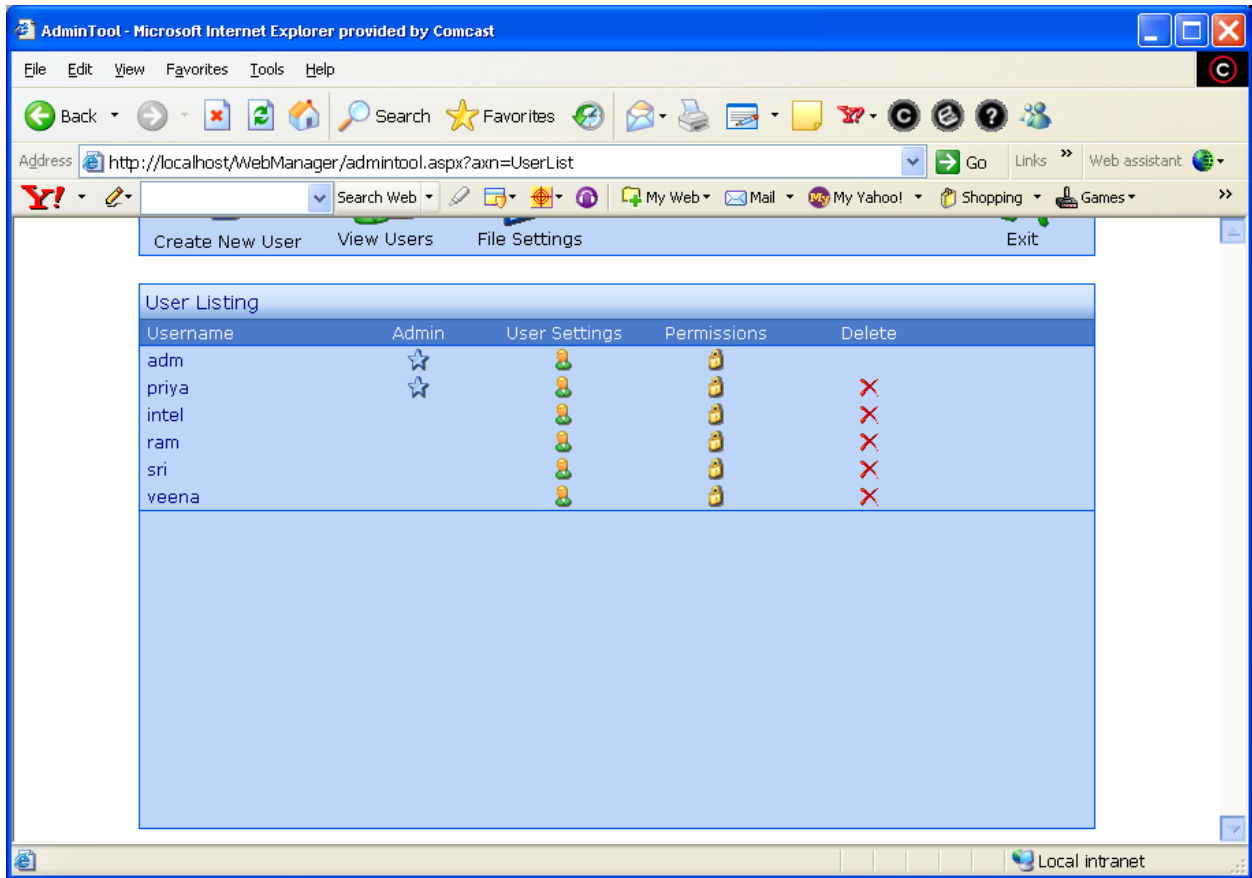 AdminTool - Microsoft Internet Explorer provided by Comcast
File Edit View Favorites Tools Help
Back Search Favorites
Address http://localhost/WebManager/admintool.aspx?axn=UserList Go Links » Web assistant
Y! Search Web My Web Mail My Yahoo! Shopping Games »
Create New User View Users File Settings Exit
User Listing
Username Admin User Settings Permissions Delete
adm
priya
intel
ram
sri
veena
Local intranet